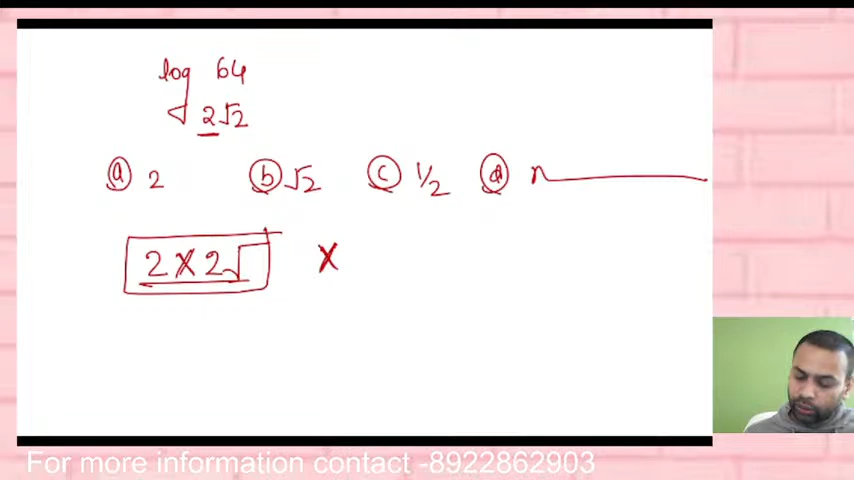 log 64
2√2
a 2 b √2 c 1/2 d n
2×2√ ×
For more information contact -8922862903